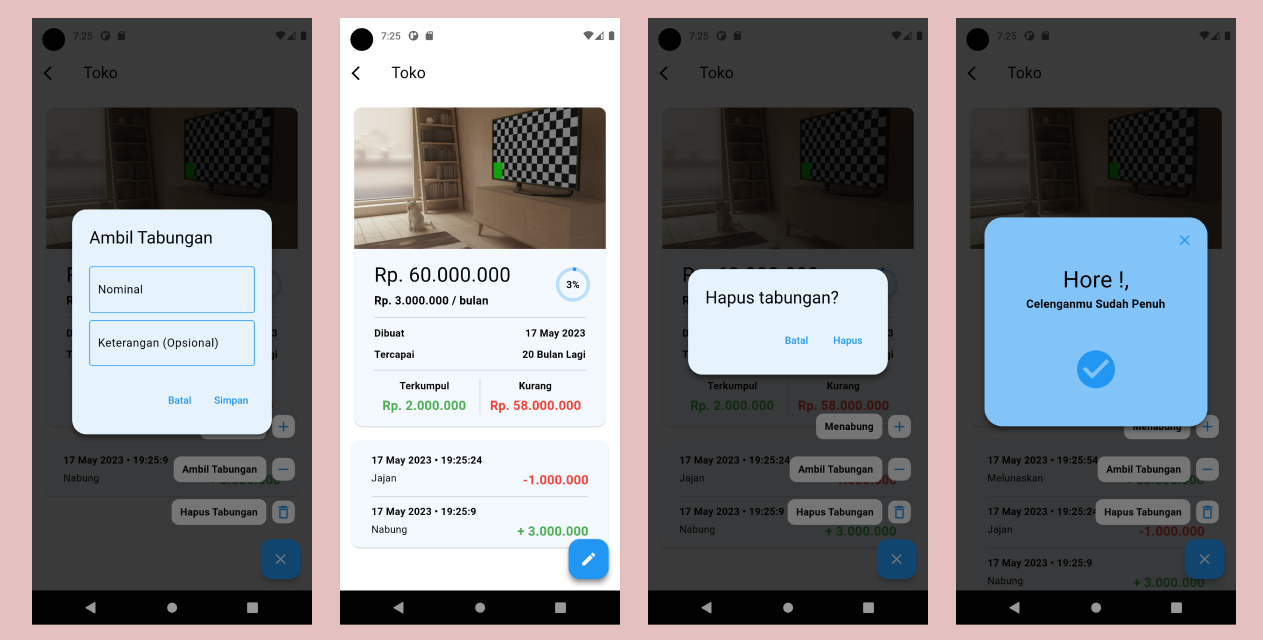 7:25
Toko
Ambil Tabungan
Nominal
Keterangan (Opsional)
Batal Simpan
17 May 2023 • 19:25:9
Nabung
Ambil Tabungan
Hapus Tabungan
7:25
Toko
Rp. 60.000.000
3%
Rp. 3.000.000 / bulan
Dibuat 17 May 2023
Tercapai 20 Bulan Lagi
Terkumpul Kurang
Rp. 2.000.000 Rp. 58.000.000
17 May 2023 • 19:25:24
Jajan -1.000.000
17 May 2023 • 19:25:9
Nabung + 3.000.000
7:25
Toko
Hapus tabungan?
Batal Hapus
Terkumpul Kurang
Rp. 2.000.000 Rp. 58.000.000
Menabung
17 May 2023 • 19:25:24
Ambil Tabungan
Jajan
17 May 2023 • 19:25:9
Hapus Tabungan
Nabung + 3.000.000
7:25
Toko
Hore !,
Celenganmu Sudah Penuh
Menabung
17 May 2023 • 19:25:54
Ambil Tabungan
Melunaskan
17 May 2023 • 19:25:24
Hapus Tabungan
Jajan -1.000.000
17 May 2023 • 19:25:9
Nabung + 3.000.000